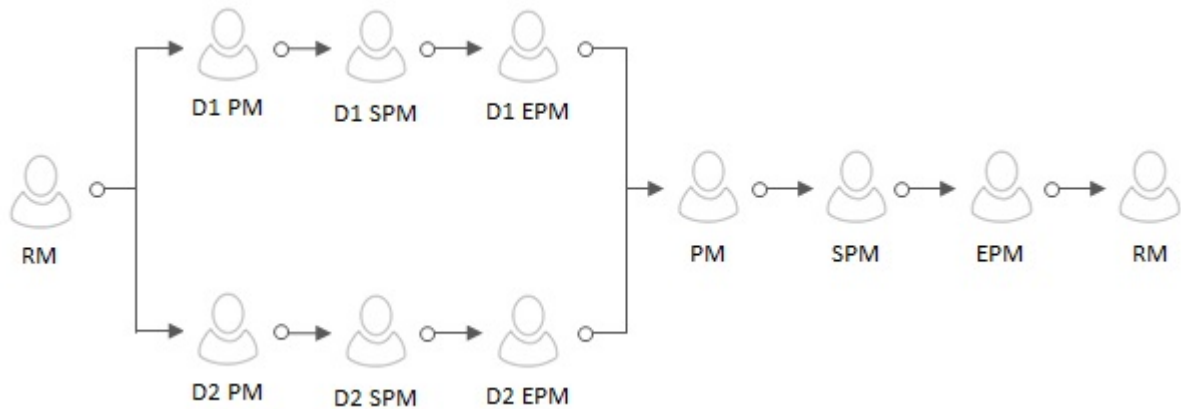 D1 PM
D1 SPM
D1 EPM
RM
PM
SPM
EPM
RM
D2 PM
D2 SPM
D2 EPM